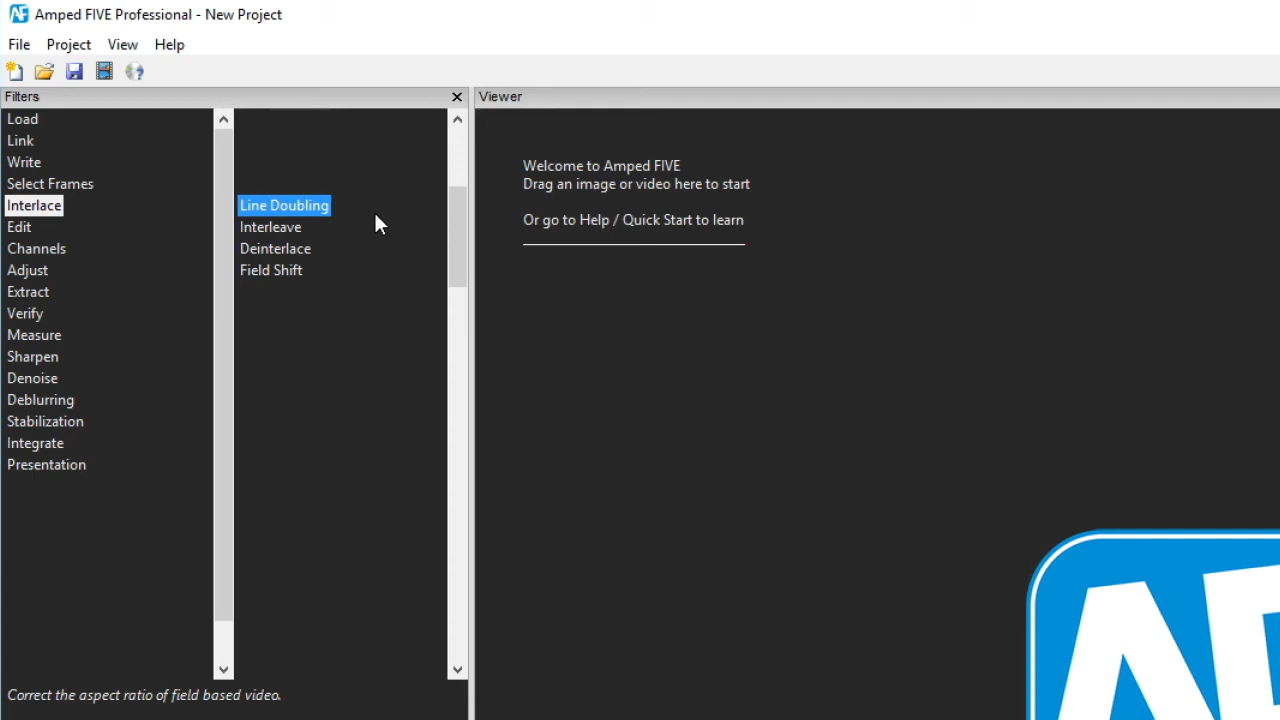 AF Amped FIVE Professional - New Project
File Project View Help
Filters
Viewer
Load
Link
Write
Select Frames
Interlace
Edit
Channels
Adjust
Extract
Verify
Measure
Sharpen
Denoise
Deblurring
Stabilization
Integrate
Presentation
Line Doubling
Interleave
Deinterlace
Field Shift
Correct the aspect ratio of field based video.
Welcome to Amped FIVE
Drag an image or video here to start
Or go to Help / Quick Start to learn
AF